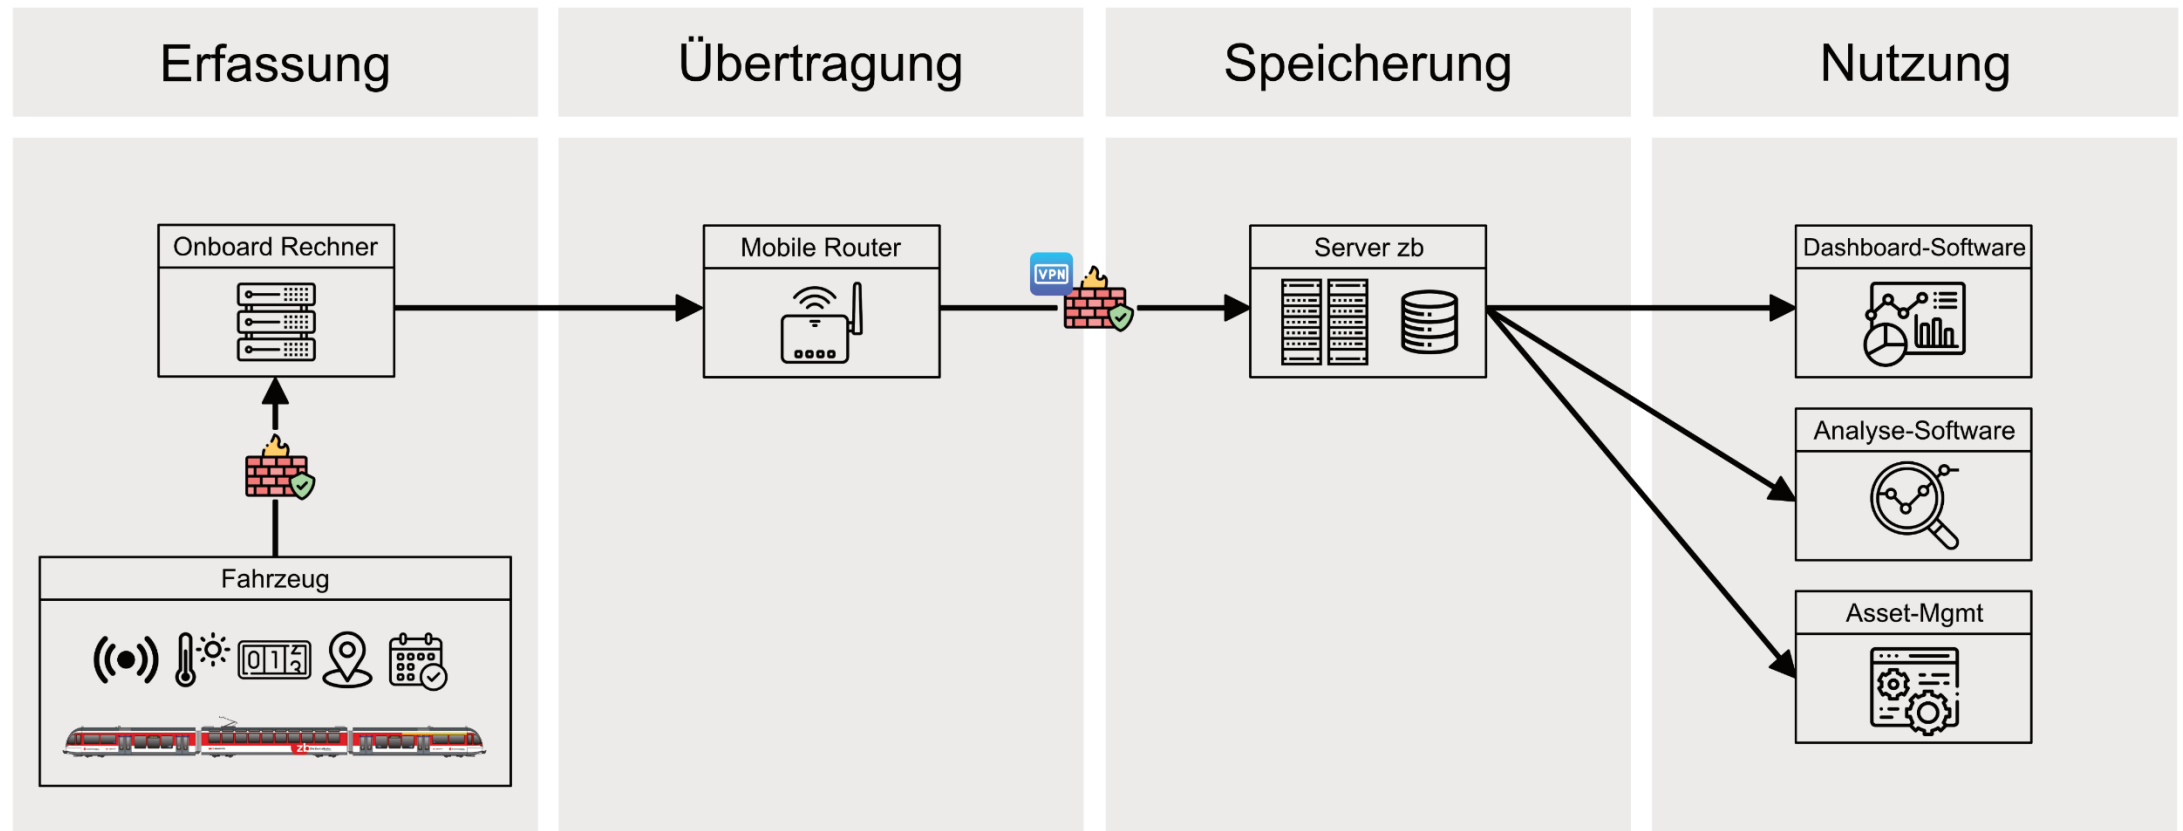 Erfassung
Übertragung
Speicherung
Nutzung
Onboard Rechner
Mobile Router
VPN
Server zb
Dashboard-Software
Analyse-Software
Fahrzeug
0 1 2
3
Asset-Mgmt
zb